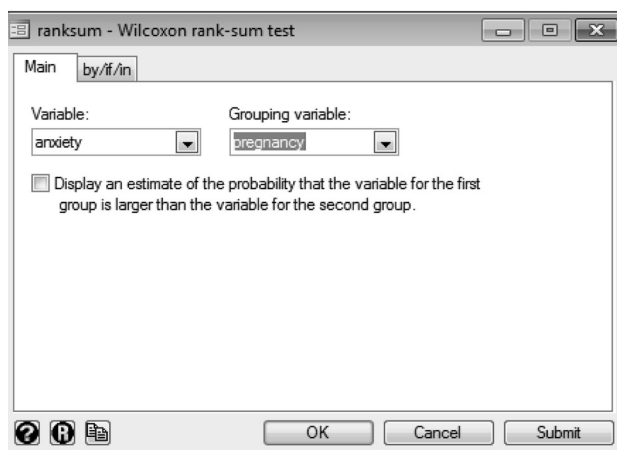 ranksum - Wilcoxon rank-sum test
Main by/if/in
Variable: Grouping variable:
anxiety pregnancy
Display an estimate of the probability that the variable for the first
group is larger than the variable for the second group.
? R OK Cancel Submit